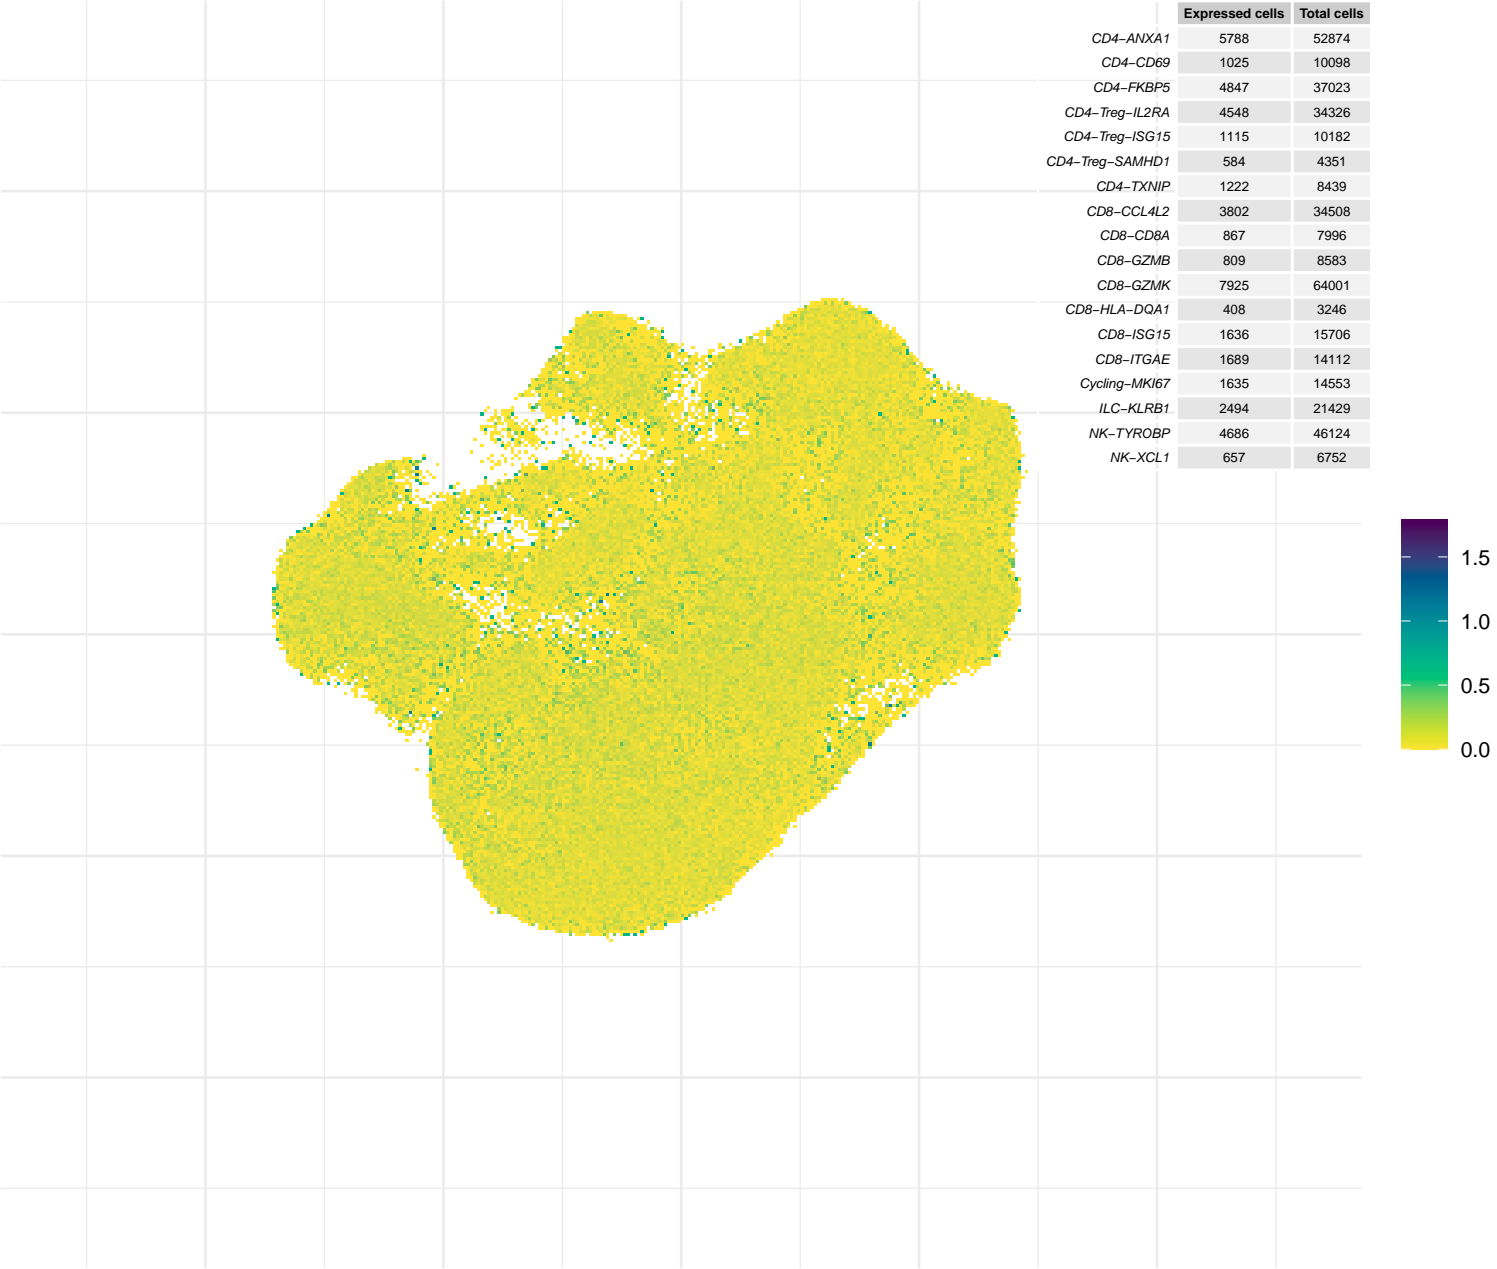 Expressed cells Total cells
CD4−ANXA1 5788 52874
CD4−CD69 1025 10098
CD4−FKBP5 4847 37023
CD4−Treg−IL2RA 4548 34326
CD4−Treg−ISG15 1115 10182
CD4−Treg−SAMHD1 584 4351
CD4−TXNIP 1222 8439
CD8−CCL4L2 3802 34508
CD8−CD8A 867 7996
CD8−GZMB 809 8583
CD8−GZMK 7925 64001
CD8−HLA−DQA1 408 3246
CD8−ISG15 1636 15706
CD8−ITGAE 1689 14112
Cycling−MKI67 1635 14553
ILC−KLRB1 2494 21429
NK−TYROBP 4686 46124
NK−XCL1 657 6752
1.5
1.0
0.5
0.0